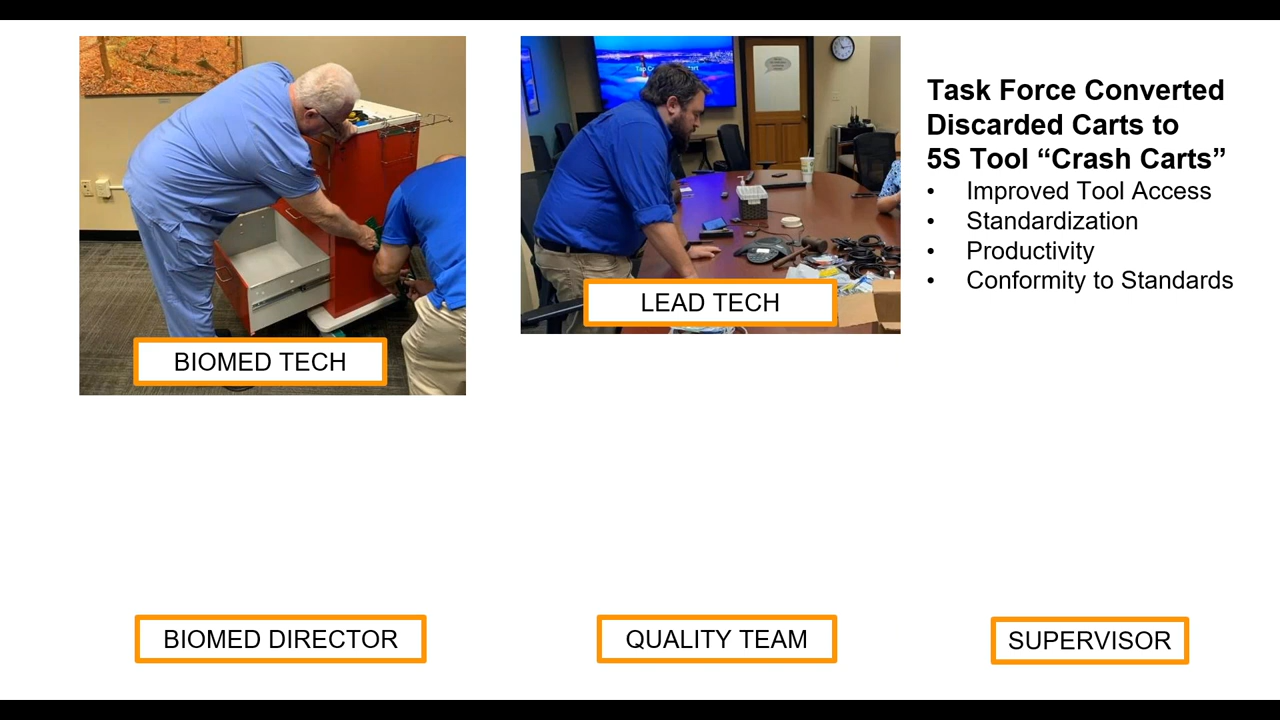 Task Force Converted
Discarded Carts to
5S Tool “Crash Carts”
• Improved Tool Access
• Standardization
• Productivity
• Conformity to Standards
BIOMED TECH
LEAD TECH
BIOMED DIRECTOR
QUALITY TEAM
SUPERVISOR